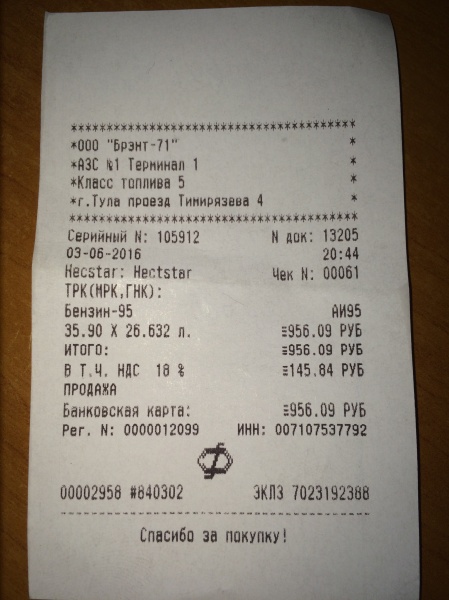 ************************************
*ООО "Брэнт-71" *
*АЗС №1 Терминал 1 *
*Класс топлива 5 *
*г.Тула проезд Тимирязева 4 *
************************************
Серийный N: 105912 N док: 13205
03-06-2016 20:44
Necstar: Nectstar Чек N: 00061
ТРК(МРК,ГНК):
Бензин-95 АИ95
35.90 X 26.632 л. ≡956.09 РУБ
ИТОГО: ≡956.09 РУБ
В Т.Ч. НДС 18 % ≡145.84 РУБ
ПРОДАЖА
Банковская карта: ≡956.09 РУБ
Рег. N: 0000012099 ИНН: 007107537792
00002958 #840302 ЭКЛЗ 7023192388
Спасибо за покупку!